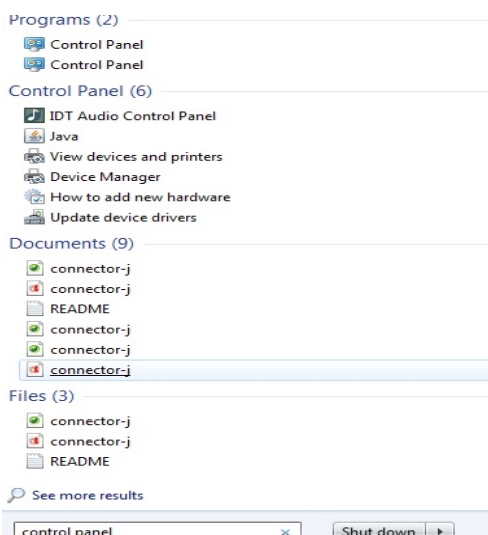 Programs (2)
Control Panel
Control Panel
Control Panel (6)
IDT Audio Control Panel
Java
View devices and printers
Device Manager
How to add new hardware
Update device drivers
Documents (9)
connector-j
connector-j
README
connector-j
connector-j
connector-j
Files (3)
connector-j
connector-j
README
See more results
control panel
Shut down